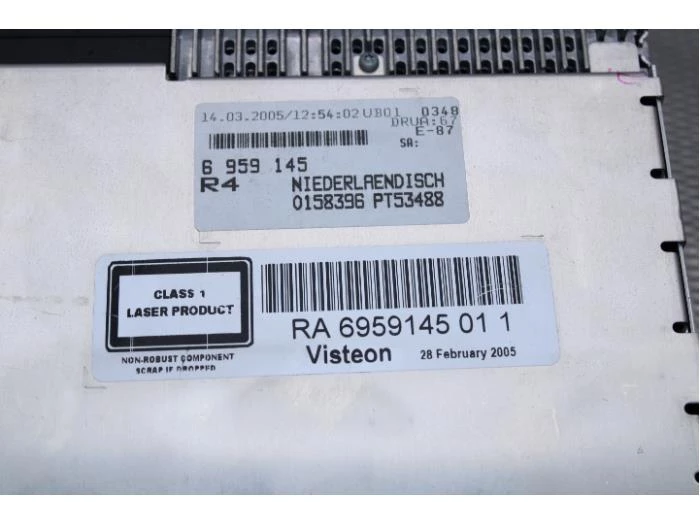 14.03.2005/12:54:02 UB01 0348
DRUA:67
E-87
SA:
6 959 145
R4 NIEDERLAENDISCH
0158396 PT53488
CLASS 1
LASER PRODUCT
NON-ROBUST COMPONENT
SCRAP IF DROPPED
RA 6959145 01 1
Visteon 28 February 2005